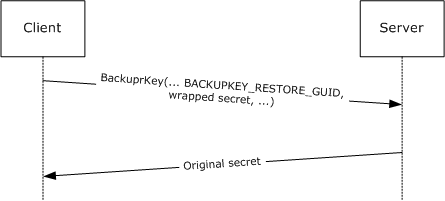 Client
Server
BackuprKey(... BACKUPKEY_RESTORE_GUID,
wrapped secret, ...)
Original secret